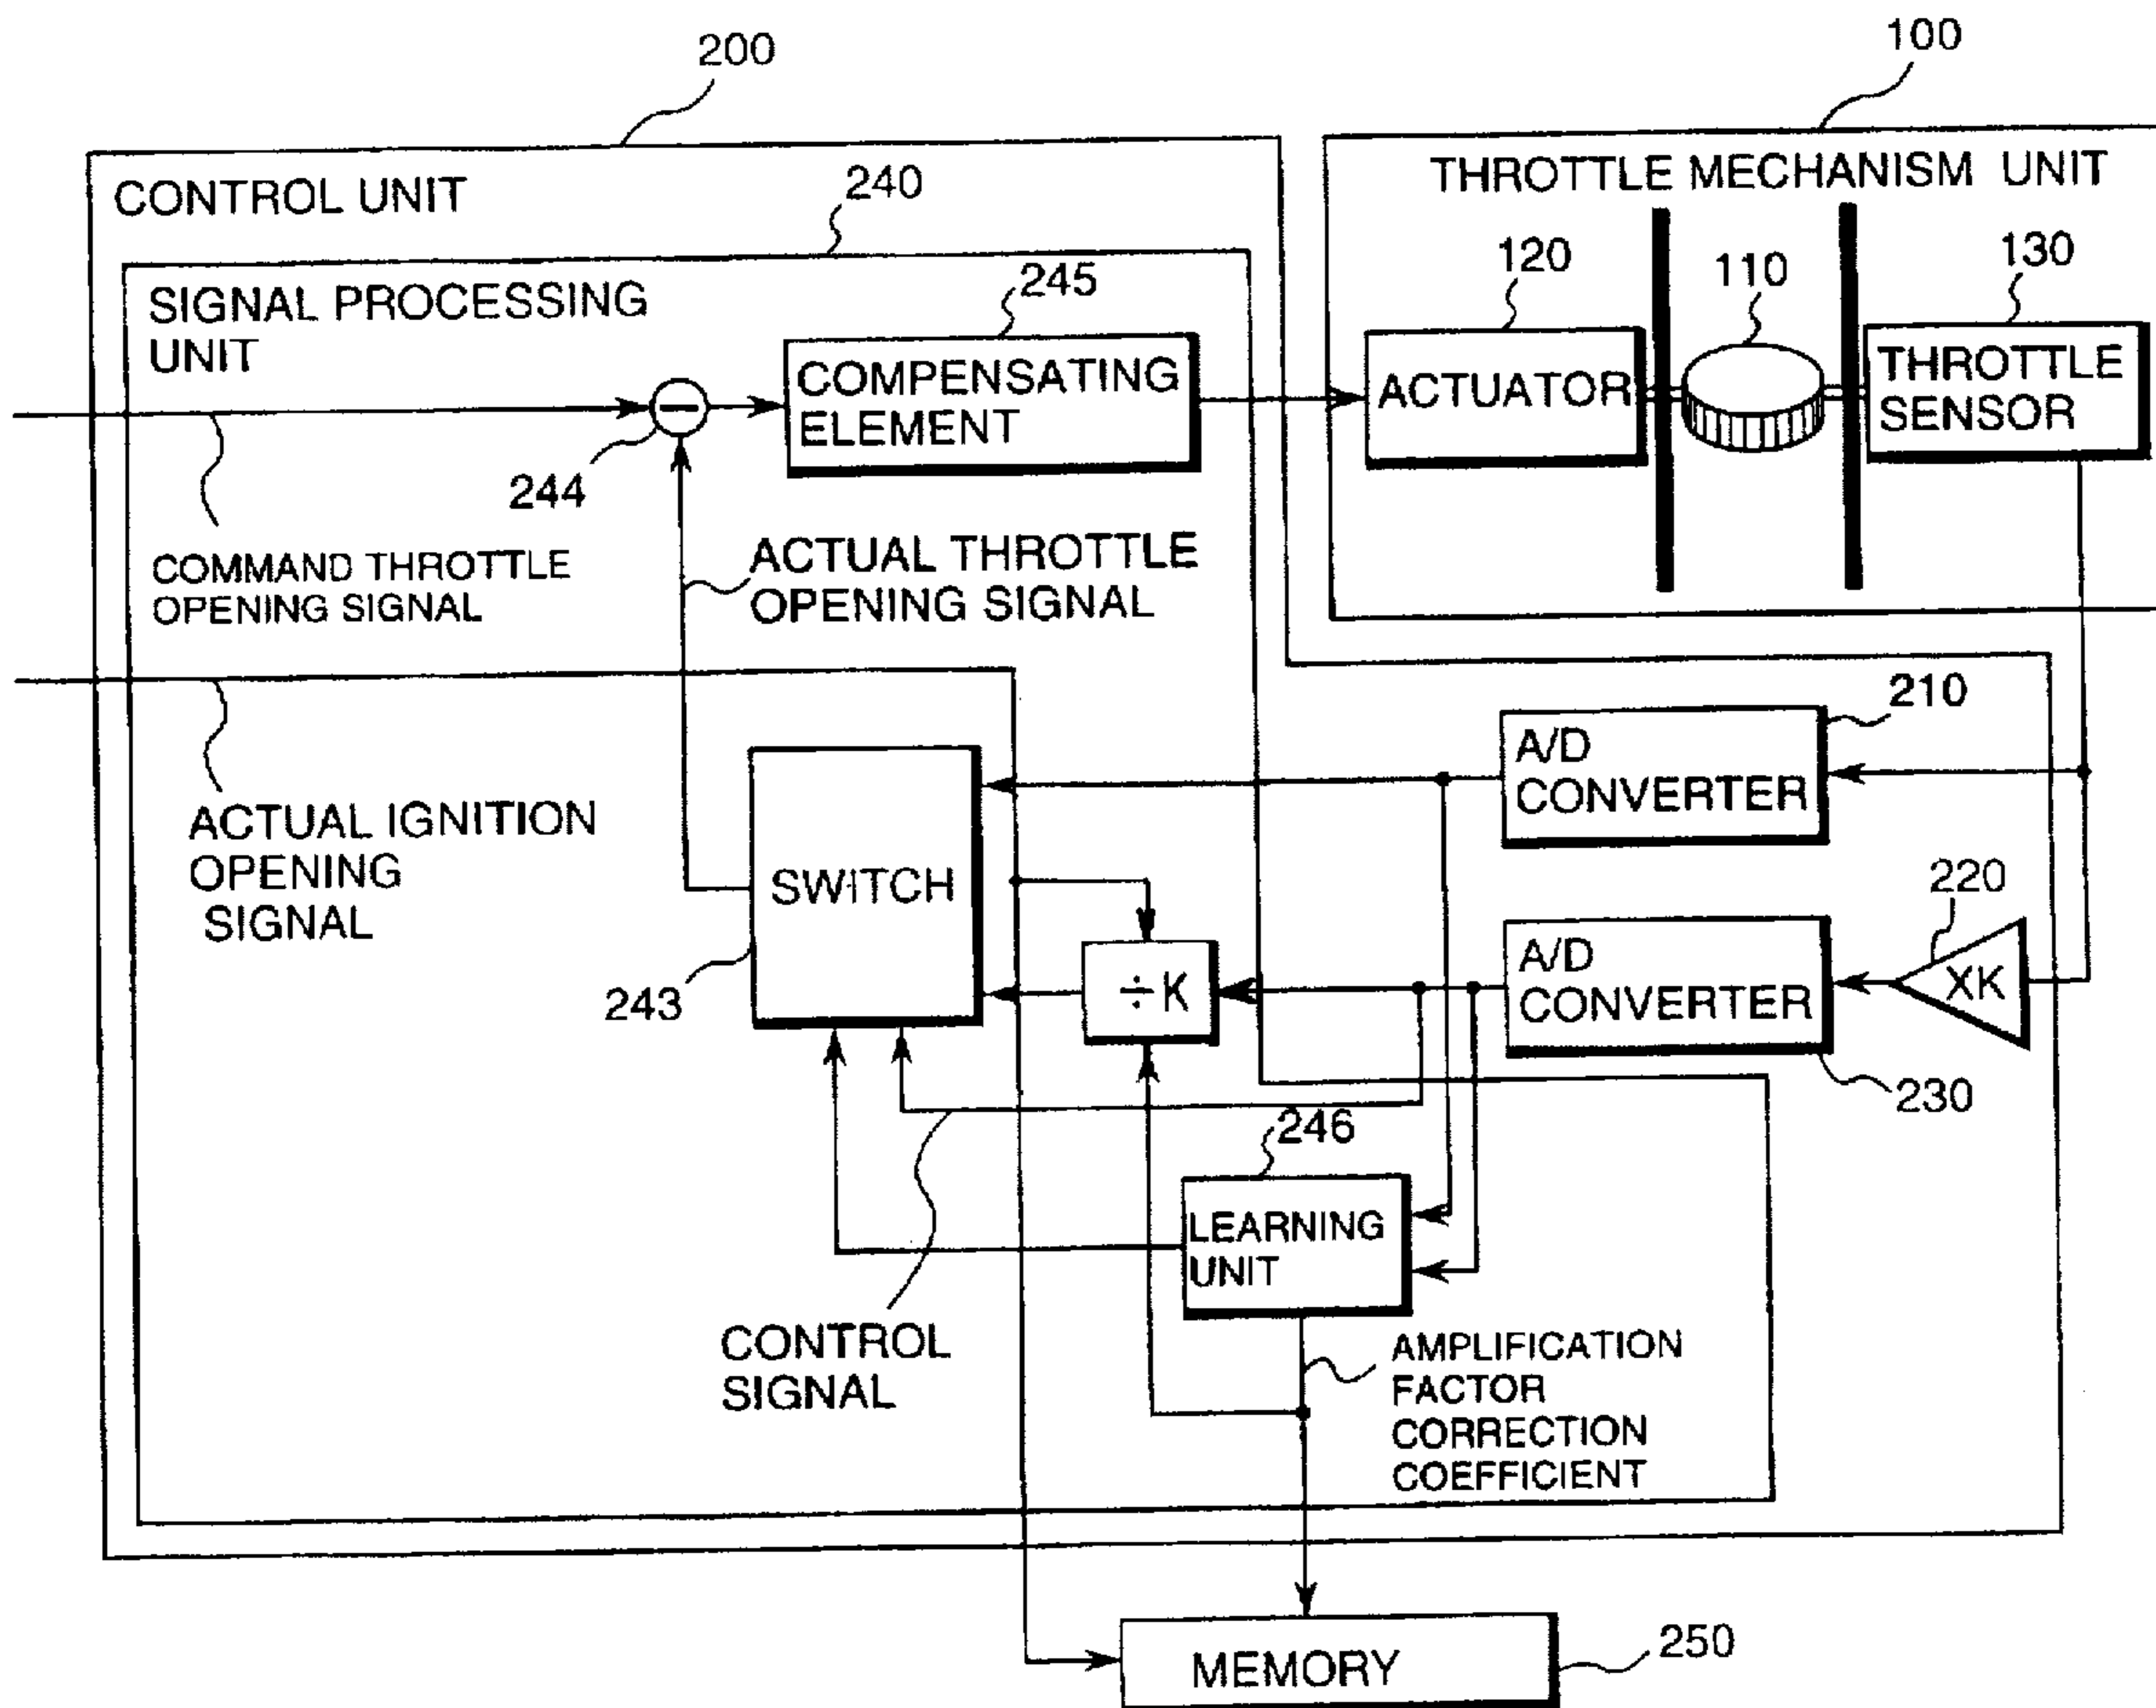 200
100
CONTROL UNIT
240
THROTTLE MECHANISM UNIT
SIGNAL PROCESSING
UNIT
245
120
110
130
COMPENSATING
ELEMENT
ACTUATOR
THROTTLE
SENSOR
−
244
COMMAND THROTTLE
OPENING SIGNAL
ACTUAL THROTTLE
OPENING SIGNAL
210
A/D
CONVERTER
ACTUAL IGNITION
OPENING
SIGNAL
SWITCH
243
÷K
220
A/D
CONVERTER
XK
230
246
LEARNING
UNIT
CONTROL
SIGNAL
AMPLIFICATION
FACTOR
CORRECTION
COEFFICIENT
MEMORY
250